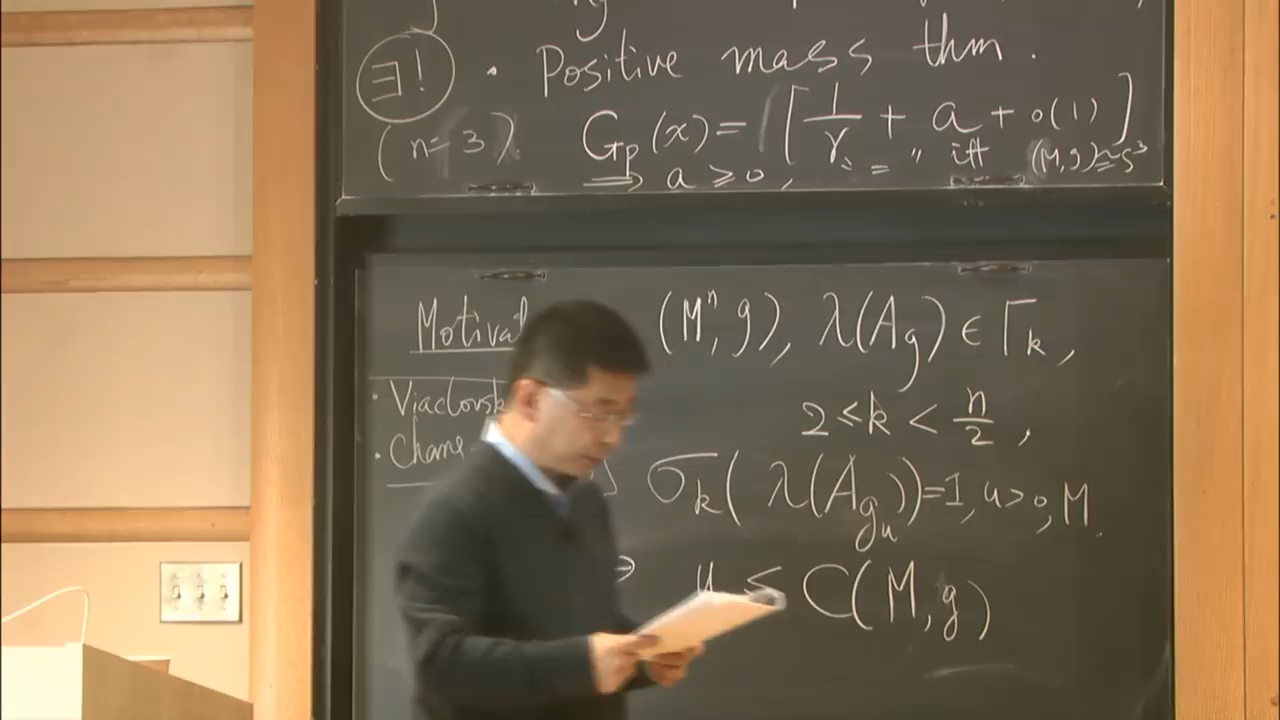 ∃! · Positive mass thm.
(n=3). G_p(x) = [1/r + a + o(1)]
⟹ a ≥ 0, "=" iff (M,g)≅S³
(Mⁿ, g), λ(A_g) ∈ Γ_k,
2 ≤ k < n/2,
· Viaclovsk
· Chang
σ_k(λ(A_{g_u}))=1, u>0, M.
u ≤ C(M,g)